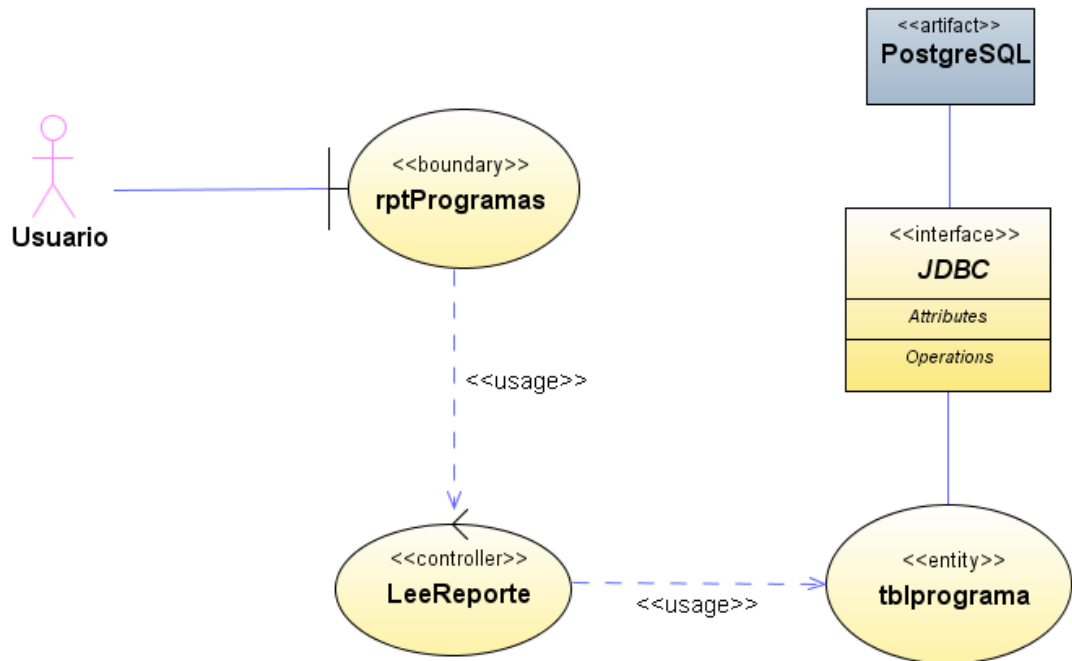 <<artifact>>
PostgreSQL
<<boundary>>
rptProgramas
Usuario
<<interface>>
JDBC
Attributes
Operations
<<usage>>
<<controller>>
LeeReporte
<<usage>>
<<entity>>
tblprograma